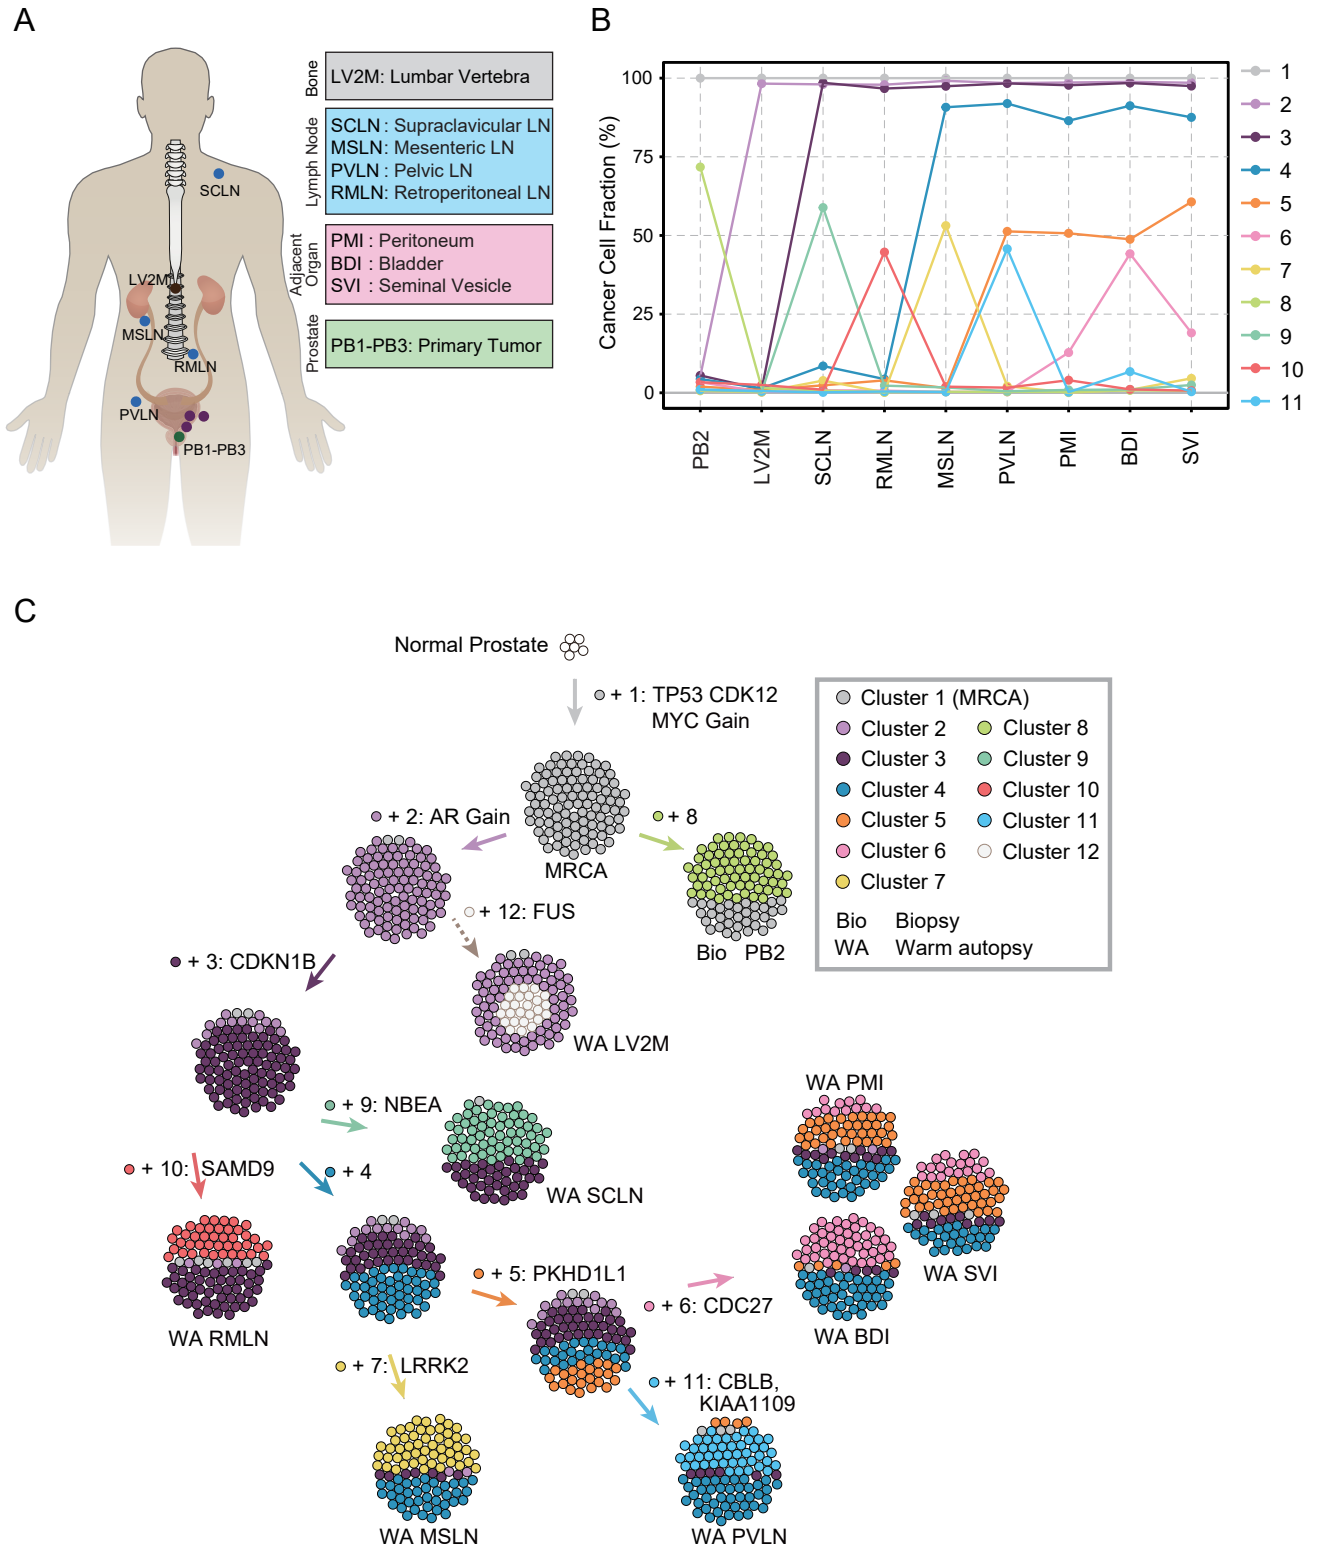 A
Bone
LV2M: Lumbar Vertebra
Lymph Node
SCLN : Supraclavicular LN
MSLN: Mesenteric LN
PVLN : Pelvic LN
RMLN: Retroperitoneal LN
Adjacent
Organ
PMI : Peritoneum
BDI : Bladder
SVI : Seminal Vesicle
Prostate
PB1-PB3: Primary Tumor
SCLN
LV2M
MSLN
RMLN
PVLN
PB1-PB3
B
Cancer Cell Fraction (%)
100
75
50
25
0
PB2
LV2M
SCLN
RMLN
MSLN
PVLN
PMI
BDI
SVI
1
2
3
4
5
6
7
8
9
10
11
C
Normal Prostate
+ 1: TP53 CDK12
MYC Gain
MRCA
+ 2: AR Gain
+ 8
Bio PB2
+ 12: FUS
WA LV2M
+ 3: CDKN1B
+ 9: NBEA
WA SCLN
+ 10: SAMD9
WA RMLN
+ 4
+ 5: PKHD1L1
+ 6: CDC27
WA PMI
WA SVI
WA BDI
+ 7: LRRK2
WA MSLN
+ 11: CBLB,
KIAA1109
WA PVLN
Cluster 1 (MRCA)
Cluster 2
Cluster 3
Cluster 4
Cluster 5
Cluster 6
Cluster 7
Cluster 8
Cluster 9
Cluster 10
Cluster 11
Cluster 12
Bio Biopsy
WA Warm autopsy